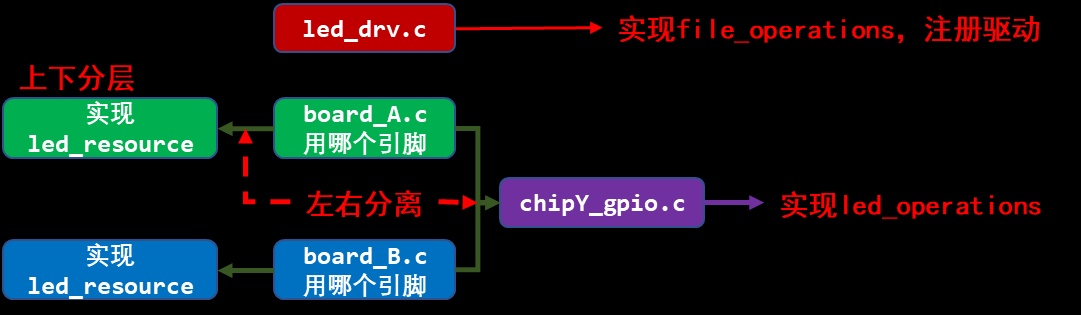 led_drv.c
实现file_operations，注册驱动
上下分层
实现
led_resource
board_A.c
用哪个引脚
左右分离
chipY_gpio.c
实现led_operations
实现
led_resource
board_B.c
用哪个引脚